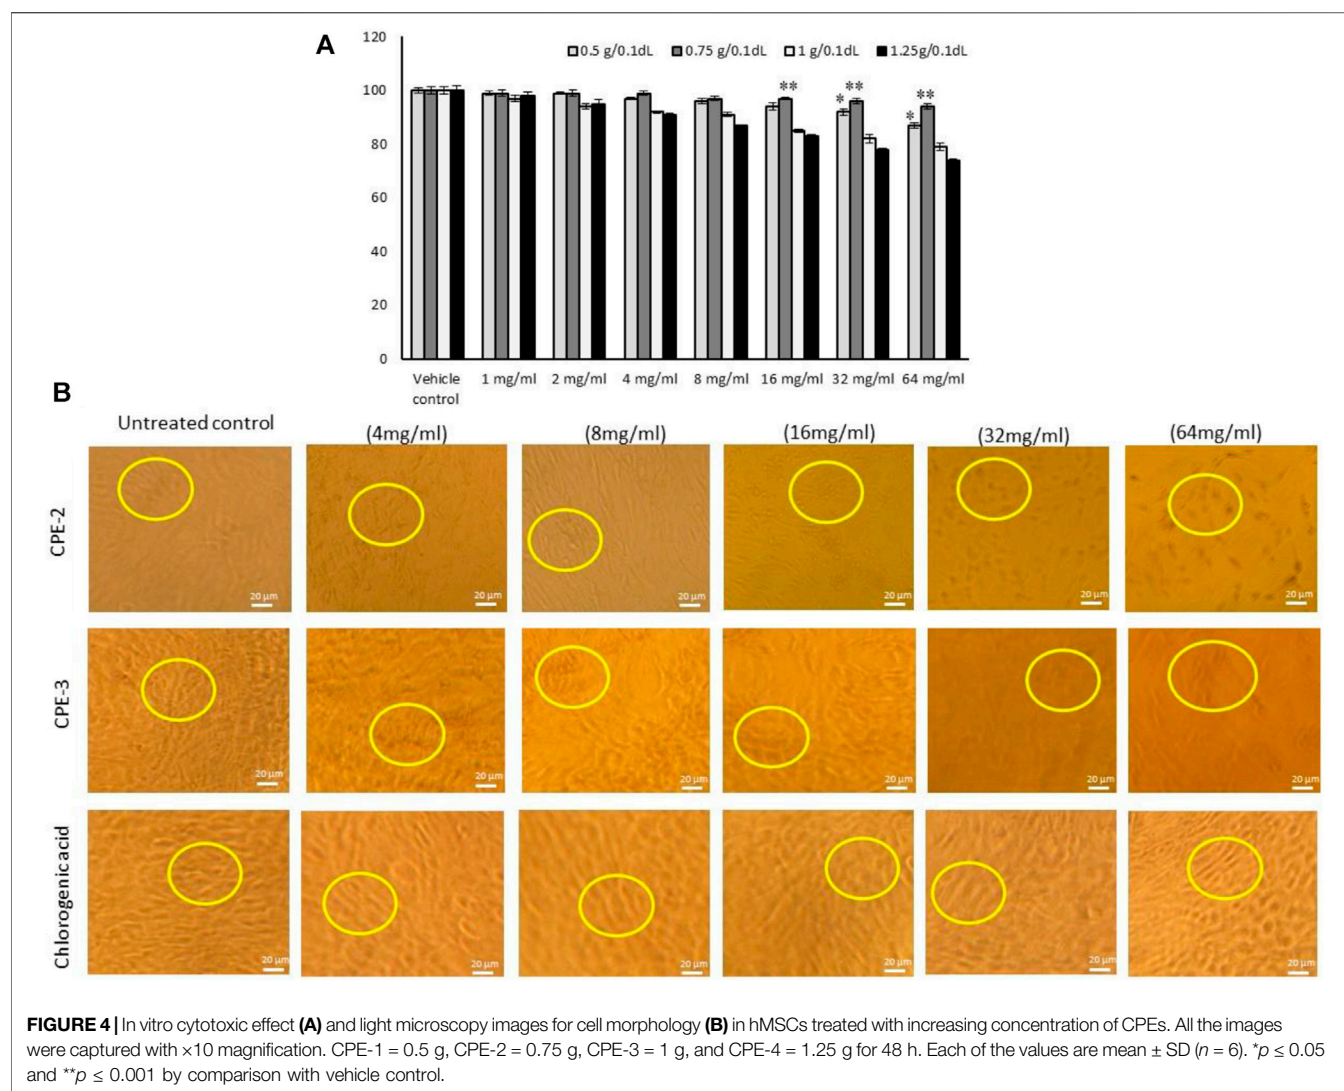 A
120
100
80
60
40
20
0
0.5 g/0.1dL 0.75 g/0.1dL 1 g/0.1dL 1.25g/0.1dL
** ** **
* *
Vehicle control 1 mg/ml 2 mg/ml 4 mg/ml 8 mg/ml 16 mg/ml 32 mg/ml 64 mg/ml
B
Untreated control (4mg/ml) (8mg/ml) (16mg/ml) (32mg/ml) (64mg/ml)
CPE-2
20 µm 20 µm 20 µm 20 µm 20 µm 20 µm
CPE-3
20 µm 20 µm 20 µm 20 µm 20 µm 20 µm
Chlorogenic acid
20 µm 20 µm 20 µm 20 µm 20 µm 20 µm
FIGURE 4 | In vitro cytotoxic effect (A) and light microscopy images for cell morphology (B) in hMSCs treated with increasing concentration of CPEs. All the images
were captured with ×10 magnification. CPE-1 = 0.5 g, CPE-2 = 0.75 g, CPE-3 = 1 g, and CPE-4 = 1.25 g for 48 h. Each of the values are mean ± SD (n = 6). *p ≤ 0.05
and **p ≤ 0.001 by comparison with vehicle control.